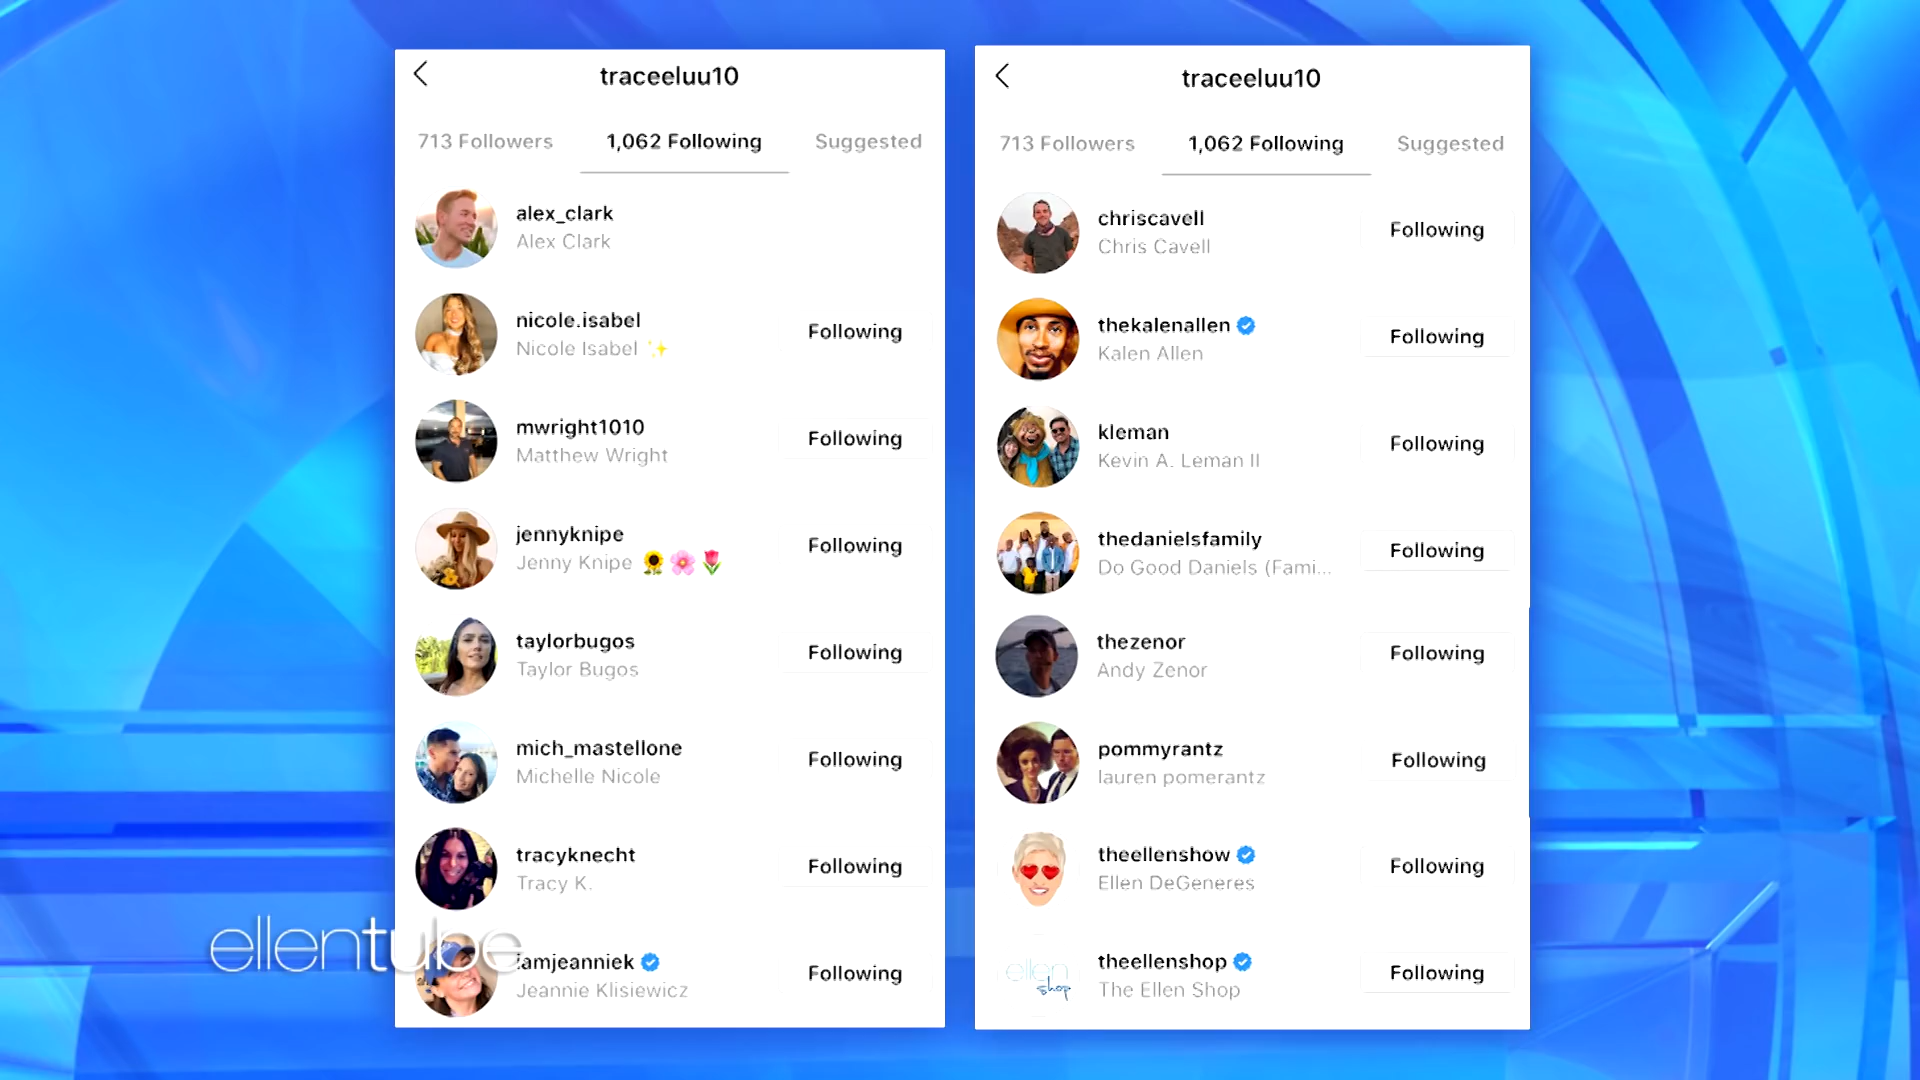 traceeluu10
713 Followers 1,062 Following Suggested
alex_clark
Alex Clark
nicole.isabel
Nicole Isabel ✨
Following
mwright1010
Matthew Wright
Following
jennyknipe
Jenny Knipe 🌻🌸🌷
Following
taylorbugos
Taylor Bugos
Following
mich_mastellone
Michelle Nicole
Following
tracyknecht
Tracy K.
Following
iamjeanniek
Jeannie Klisiewicz
Following
traceeluu10
713 Followers 1,062 Following Suggested
chriscavell
Chris Cavell
Following
thekalenallen
Kalen Allen
Following
kleman
Kevin A. Leman II
Following
thedanielsfamily
Do Good Daniels (Fami...
Following
thezenor
Andy Zenor
Following
pommyrantz
lauren pomerantz
Following
theellenshow
Ellen DeGeneres
Following
ellen
shop
theellenshop
The Ellen Shop
Following
ellentube